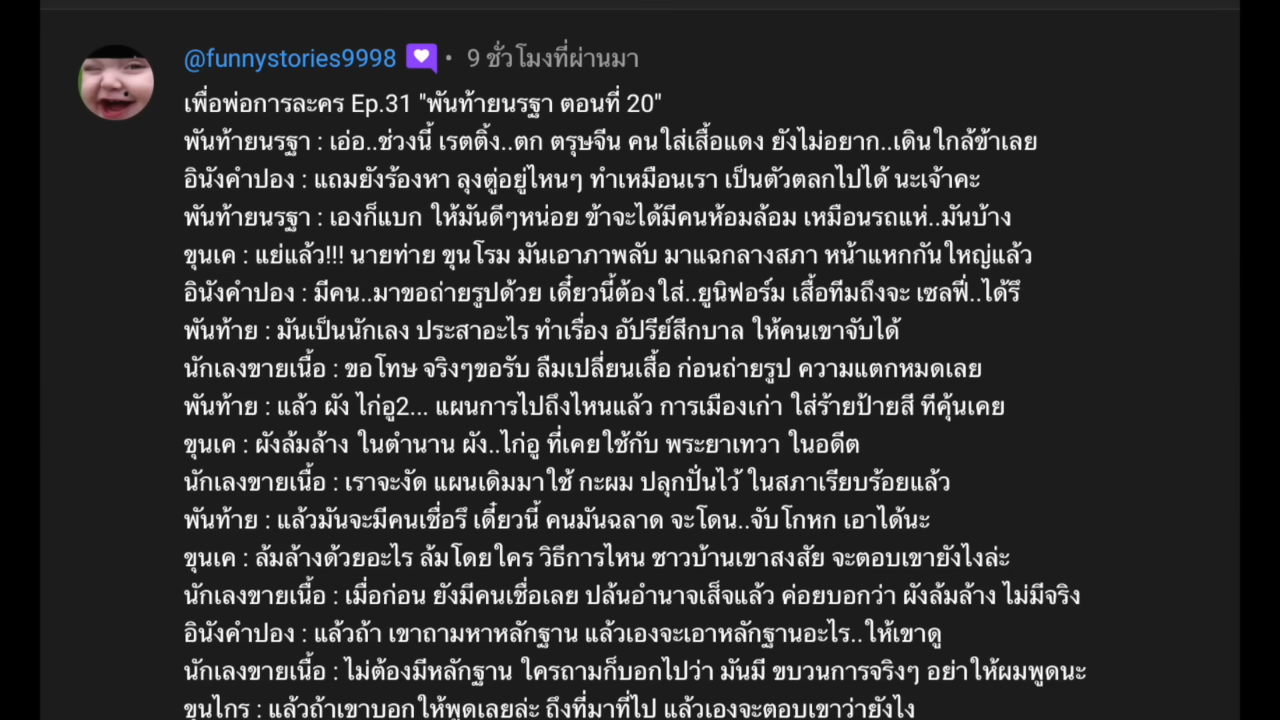 @funnystories9998 • 9 ชั่วโมงที่ผ่านมา
เพื่อพ่อการละคร Ep.31 "พันท้ายนรฐา ตอนที่ 20"
พันท้ายนรฐา : เอ่อ..ช่วงนี้ เรตติ้ง..ตก ตรุษจีน คนใส่เสื้อแดง ยังไม่อยาก..เดินใกล้ข้าเลย
อินังคำปอง : แถมยังร้องหา ลุงตู่อยู่ไหนๆ ทำเหมือนเรา เป็นตัวตลกไปได้ นะเจ้าคะ
พันท้ายนรฐา : เองก็แบก ให้มันดีๆหน่อย ข้าจะได้มีคนห้อมล้อม เหมือนรถแห่..มันบ้าง
ขุนเค : แย่แล้ว!!! นายท่าย ขุนโรม มันเอาภาพลับ มาแฉกลางสภา หน้าแหกกันใหญ่แล้ว
อินังคำปอง : มีคน..มาขอถ่ายรูปด้วย เดี๋ยวนี้ต้องใส่..ยูนิฟอร์ม เสื้อทีมถึงจะ เซลฟี่..ได้รึ
พันท้าย : มันเป็นนักเลง ประสาอะไร ทำเรื่อง อัปรีย์สีกบาล ให้คนเขาจับได้
นักเลงขายเนื้อ : ขอโทษ จริงๆขอรับ ลืมเปลี่ยนเสื้อ ก่อนถ่ายรูป ความแตกหมดเลย
พันท้าย : แล้ว ผัง ไก่อู2... แผนการไปถึงไหนแล้ว การเมืองเก่า ใส่ร้ายป้ายสี ทีคุ้นเคย
ขุนเค : ผังล้มล้าง ในตำนาน ผัง..ไก่อู ที่เคยใช้กับ พระยาเทวา ในอดีต
นักเลงขายเนื้อ : เราจะงัด แผนเดิมมาใช้ กะผม ปลุกปั่นไว้ ในสภาเรียบร้อยแล้ว
พันท้าย : แล้วมันจะมีคนเชื่อรึ เดี๋ยวนี้ คนมันฉลาด จะโดน..จับโกหก เอาได้นะ
ขุนเค : ล้มล้างด้วยอะไร ล้มโดยใคร วิธีการไหน ชาวบ้านเขาสงสัย จะตอบเขายังไงล่ะ
นักเลงขายเนื้อ : เมื่อก่อน ยังมีคนเชื่อเลย ปล้นอำนาจเสร็จแล้ว ค่อยบอกว่า ผังล้มล้าง ไม่มีจริง
อินังคำปอง : แล้วถ้า เขาถามหาหลักฐาน แล้วเองจะเอาหลักฐานอะไร..ให้เขาดู
นักเลงขายเนื้อ : ไม่ต้องมีหลักฐาน ใครถามก็บอกไปว่า มันมี ขบวนการจริงๆ อย่าให้ผมพูดนะ
ขุนไกร : แล้วถ้าเขาบอกให้พูดเลยล่ะ ถึงที่มาที่ไป แล้วเองจะตอบเขาว่ายังไง